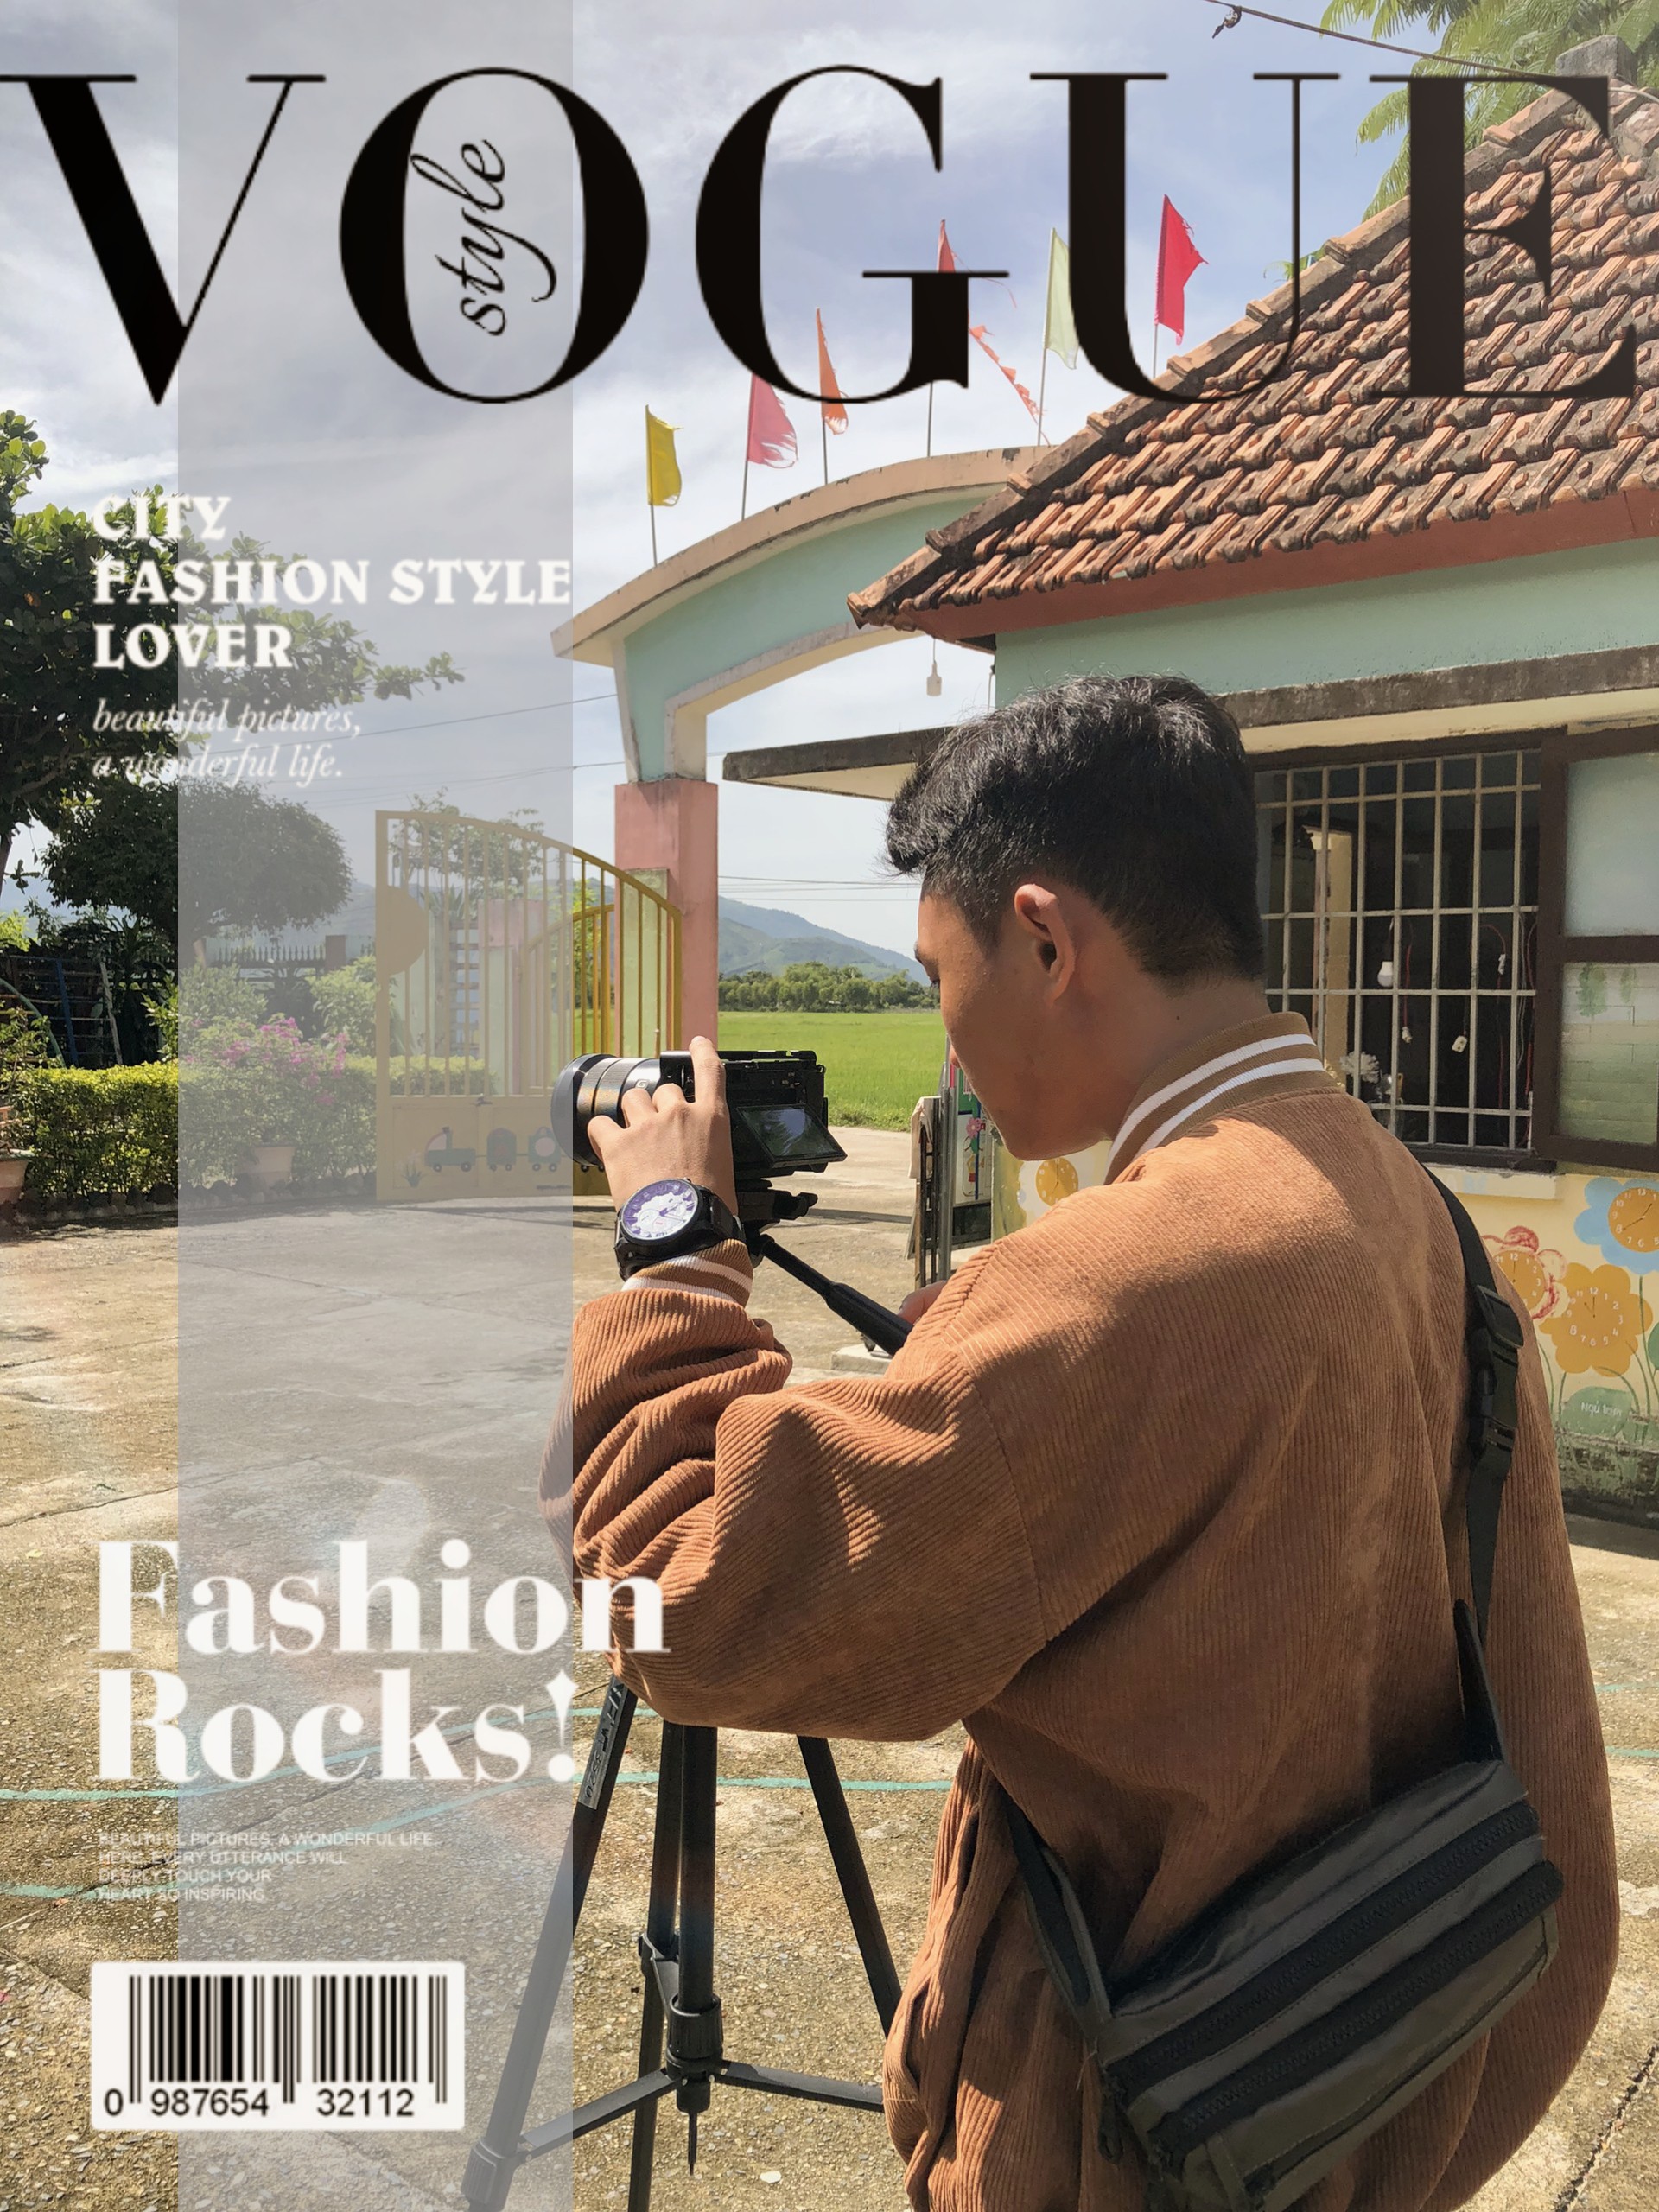 VOGUE
style
CITY
FASHION STYLE
LOVER
beautiful pictures,
a wonderful life.
Fashion
Rocks!
BEAUTIFUL PICTURES, A WONDERFUL LIFE.
HERE, EVERY UTTERANCE WILL
DEEPLY TOUCH YOUR
HEART SO INSPIRING
0 987654 32112